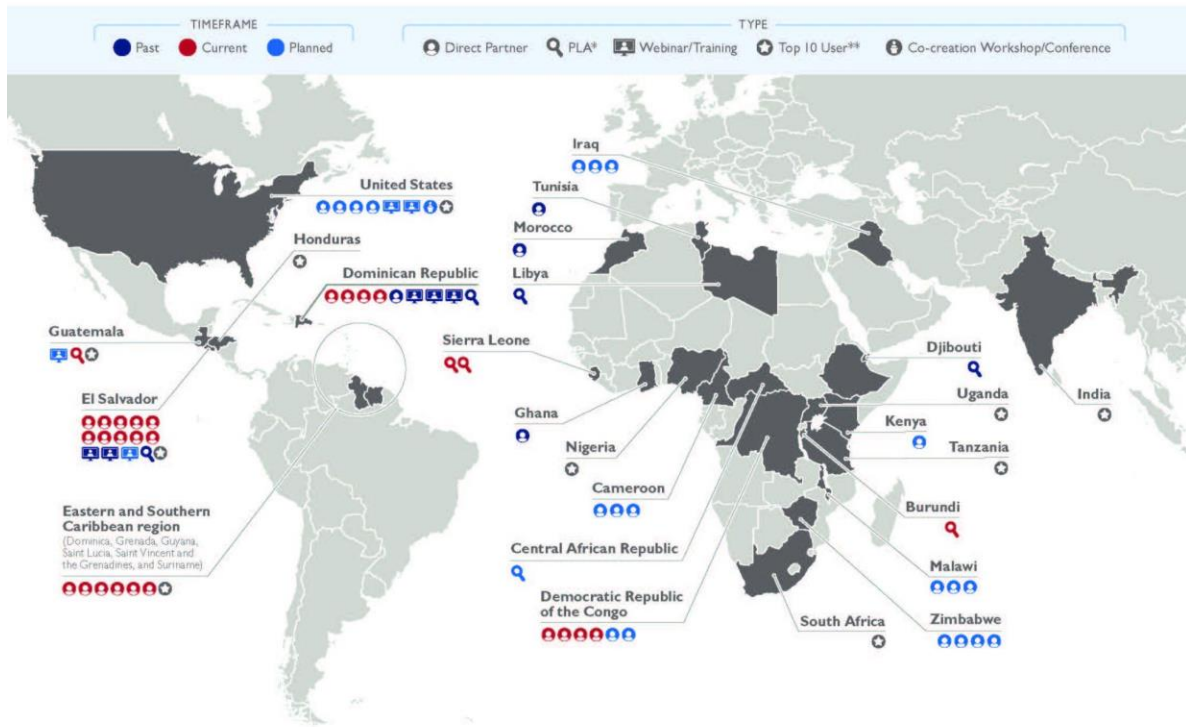 TIMEFRAME
Past Current Planned
TYPE
Direct Partner PLA* Webinar/Training Top 10 User** Co-creation Workshop/Conference
Iraq
United States
Tunisia
Morocco
Honduras
Dominican Republic
Libya
Guatemala
Sierra Leone
Djibouti
El Salvador
Uganda
India
Ghana
Kenya
Nigeria
Tanzania
Cameroon
Burundi
Eastern and Southern
Caribbean region
(Dominica, Grenada, Guyana,
Saint Lucia, Saint Vincent and
the Grenadines, and Suriname)
Central African Republic
Malawi
Democratic Republic
of the Congo
South Africa
Zimbabwe